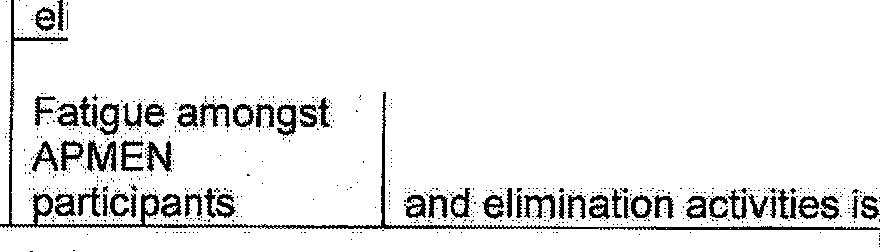 el
Fatigue amongst
APMEN
participants
and elimination activities is